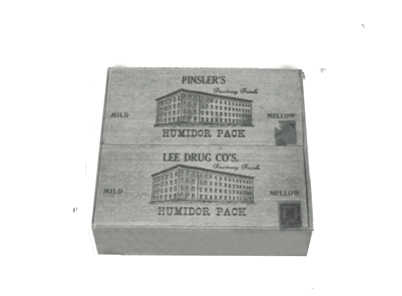 PINSLER'S
Factory Fresh
MILD
MELLOW
HUMIDOR PACK
LEE DRUG CO'S.
Factory Fresh
MILD
MELLOW
HUMIDOR PACK